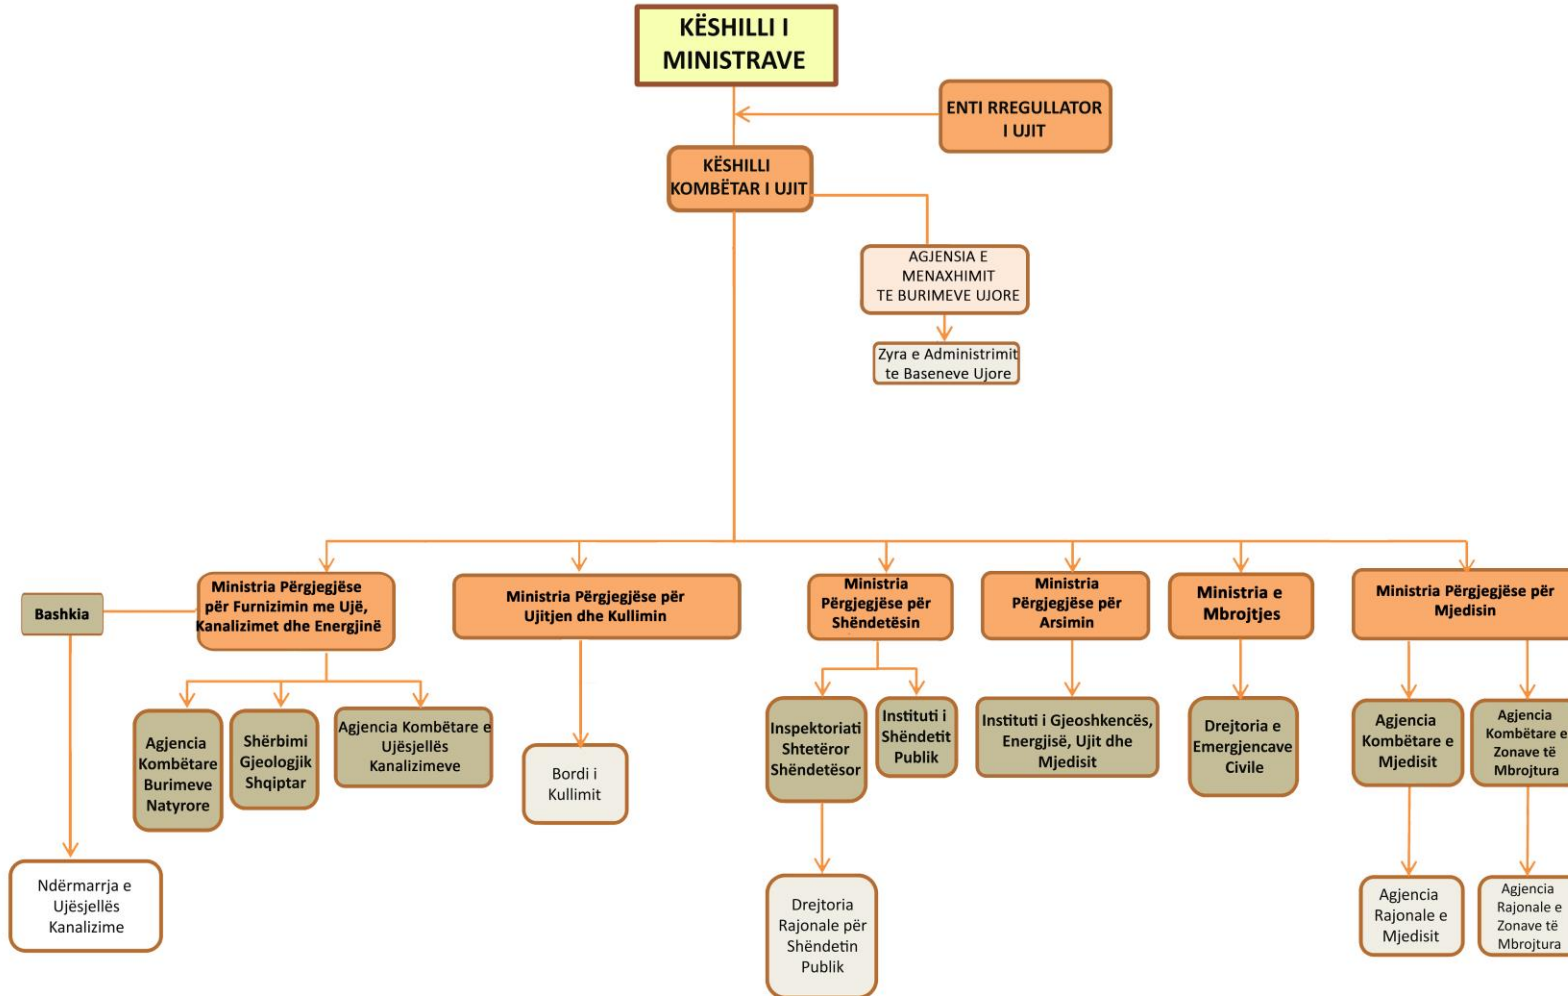 KËSHILLI I
MINISTRAVE
ENTI RREGULLATOR
I UJIT
KËSHILLI
KOMBËTAR I UJIT
AGJENSIA E
MENAXHIMIT
TE BURIMEVE UJORE
Zyra e Administrimit
te Baseneve Ujore
Bashkia
Ministria Përgjegjëse
për Furnizimin me Ujë,
Kanalizimet dhe Energjinë
Ministria Përgjegjëse për
Ujitjen dhe Kullimin
Ministria
Përgjegjëse për
Shëndetësin
Ministria
Përgjegjëse për
Arsimin
Ministria e
Mbrojtjes
Ministria Përgjegjëse për
Mjedisin
Agjencia
Kombëtare
Burimeve
Natyrore
Shërbimi
Gjeologjik
Shqiptar
Agjencia Kombëtare e
Ujësjellës
Kanalizimeve
Bordi i
Kullimit
Inspektoriati
Shtetëror
Shëndetësor
Instituti i
Shëndetit
Publik
Instituti i Gjeoshkencës,
Energjisë, Ujit dhe
Mjedisit
Drejtoria e
Emergjencave
Civile
Agjencia
Kombëtare e
Mjedisit
Agjencia
Kombëtare e
Zonave të
Mbrojtura
Ndërmarrja e
Ujësjellës
Kanalizime
Drejtoria
Rajonale për
Shëndetin
Publik
Agjencia
Rajonale e
Mjedisit
Agjencia
Rajonale e
Zonave të
Mbrojtura